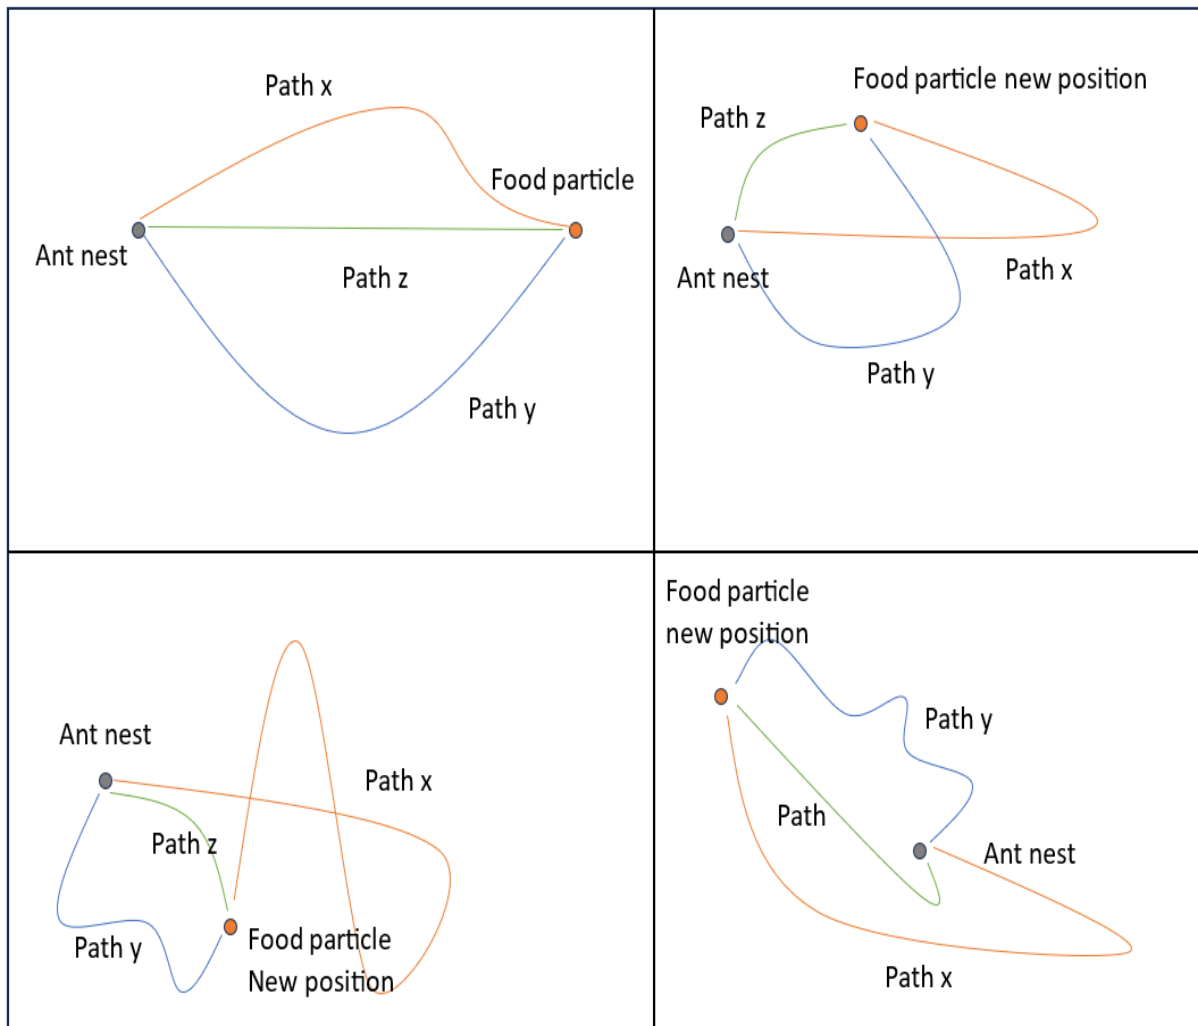 Path x
Food particle
Ant nest
Path z
Path y
Food particle new position
Path z
Ant nest
Path x
Path y
Ant nest
Path x
Path z
Path y
Food particle
New position
Food particle
new position
Path y
Path
Ant nest
Path x